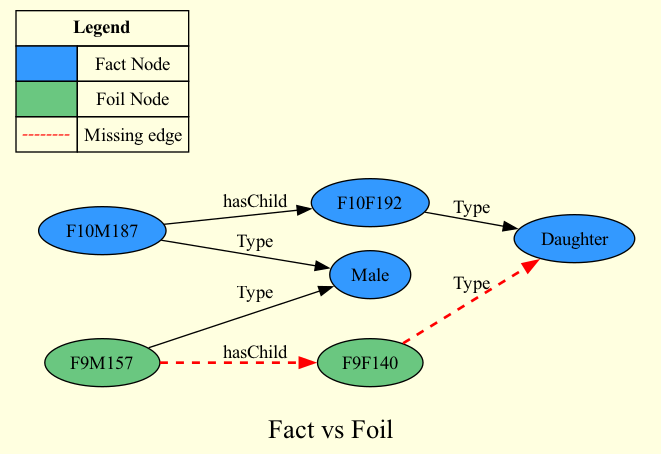 Legend
Fact Node
Foil Node
Missing edge
hasChild
F10F192
Type
F10M187
Type
Daughter
Male
Type
Type
F9M157
hasChild
F9F140
Fact vs Foil